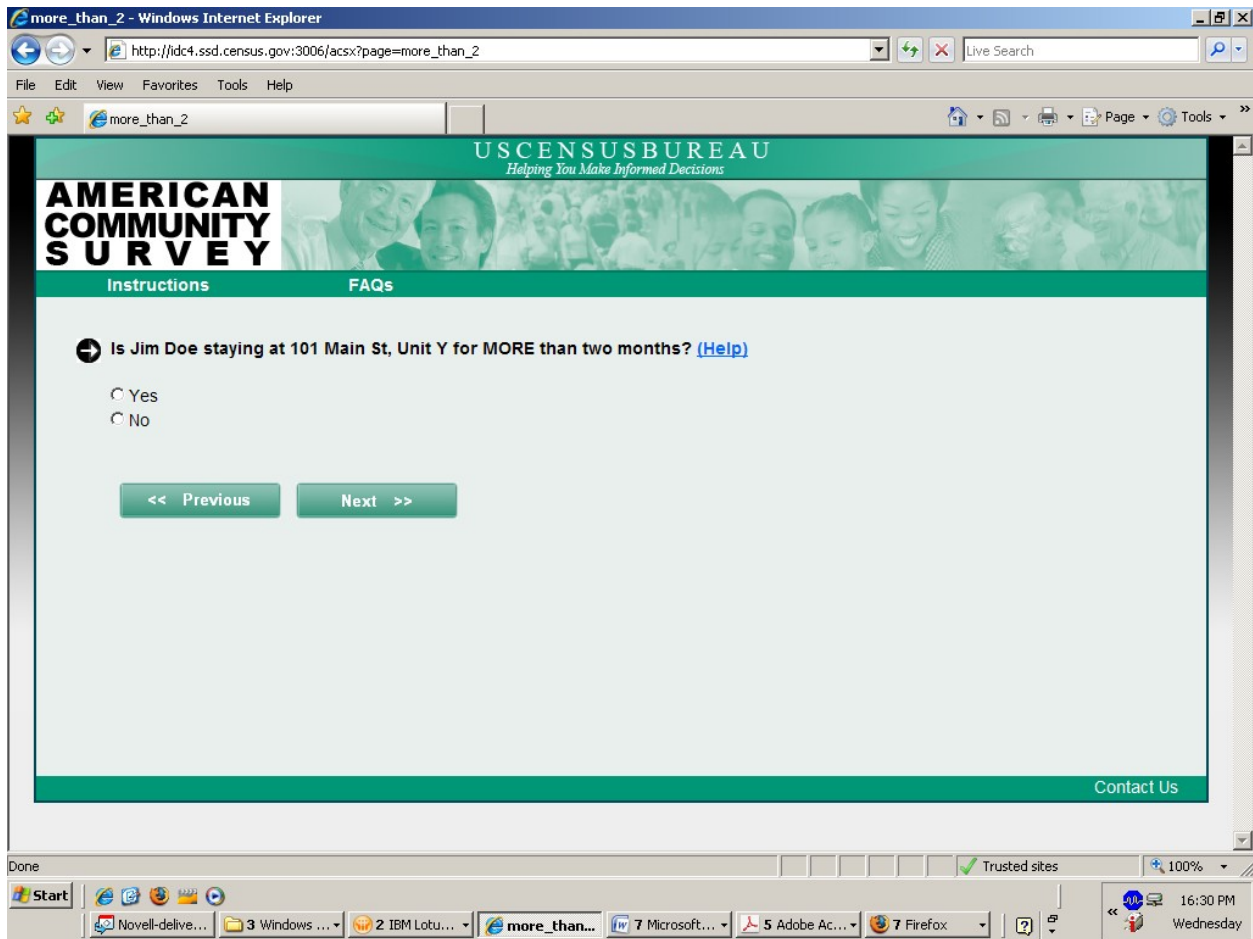 more_than_2 - Windows Internet Explorer
http://idc4.ssd.census.gov:3006/acsx?page=more_than_2
Live Search
File Edit View Favorites Tools Help
more_than_2
Page Tools »
USCENSUSBUREAU
Helping You Make Informed Decisions
AMERICAN
COMMUNITY
SURVEY
Instructions FAQs
Is Jim Doe staying at 101 Main St, Unit Y for MORE than two months? (Help)
Yes
No
<< Previous Next >>
Contact Us
Done Trusted sites 100%
Start « 16:30 PM
Novell-delive... 3 Windows ... 2 IBM Lotu... more_than... 7 Microsoft... 5 Adobe Ac... 7 Firefox Wednesday